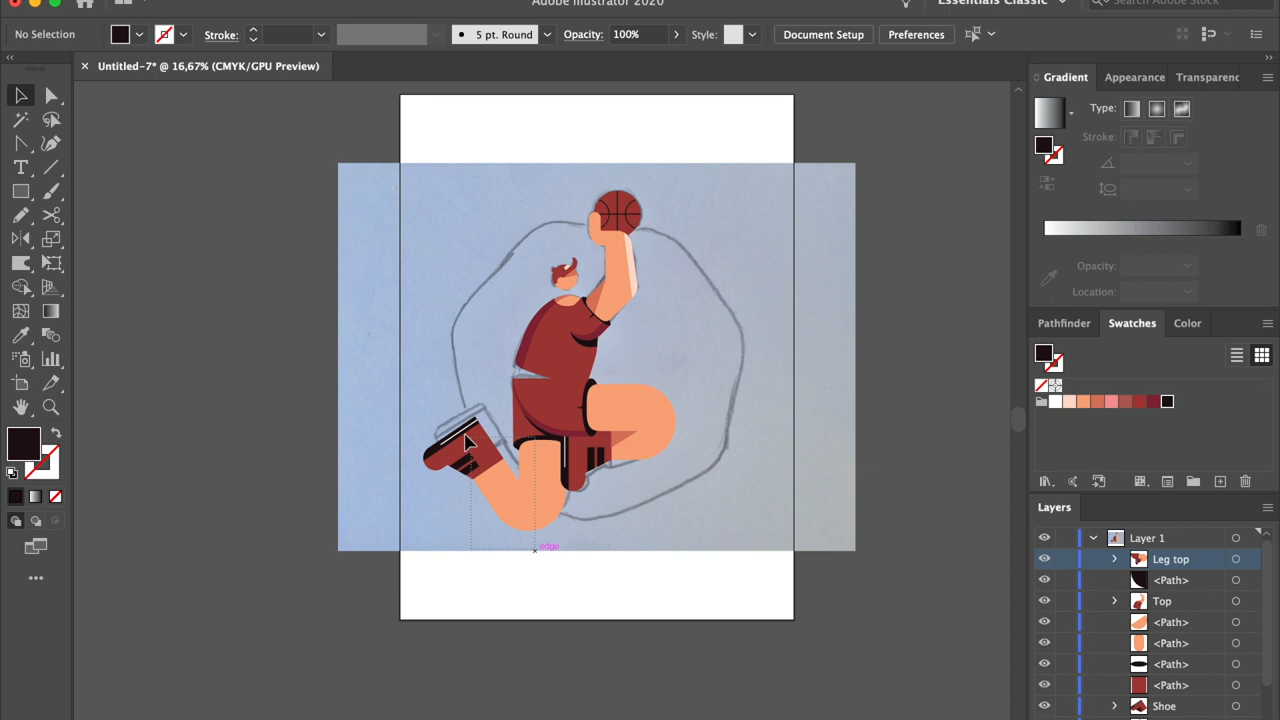 Adobe Illustrator 2020
Essentials Classic
Search Adobe Stock
No Selection
Stroke:
5 pt. Round
Opacity:
100%
Style:
Document Setup
Preferences
Untitled-7* @ 16,67% (CMYK/GPU Preview)
Gradient
Appearance
Transparenc
Type:
Stroke:
Opacity:
Location:
Pathfinder
Swatches
Color
edge
Layers
Layer 1
Leg top
<Path>
Top
<Path>
<Path>
<Path>
<Path>
Shoe